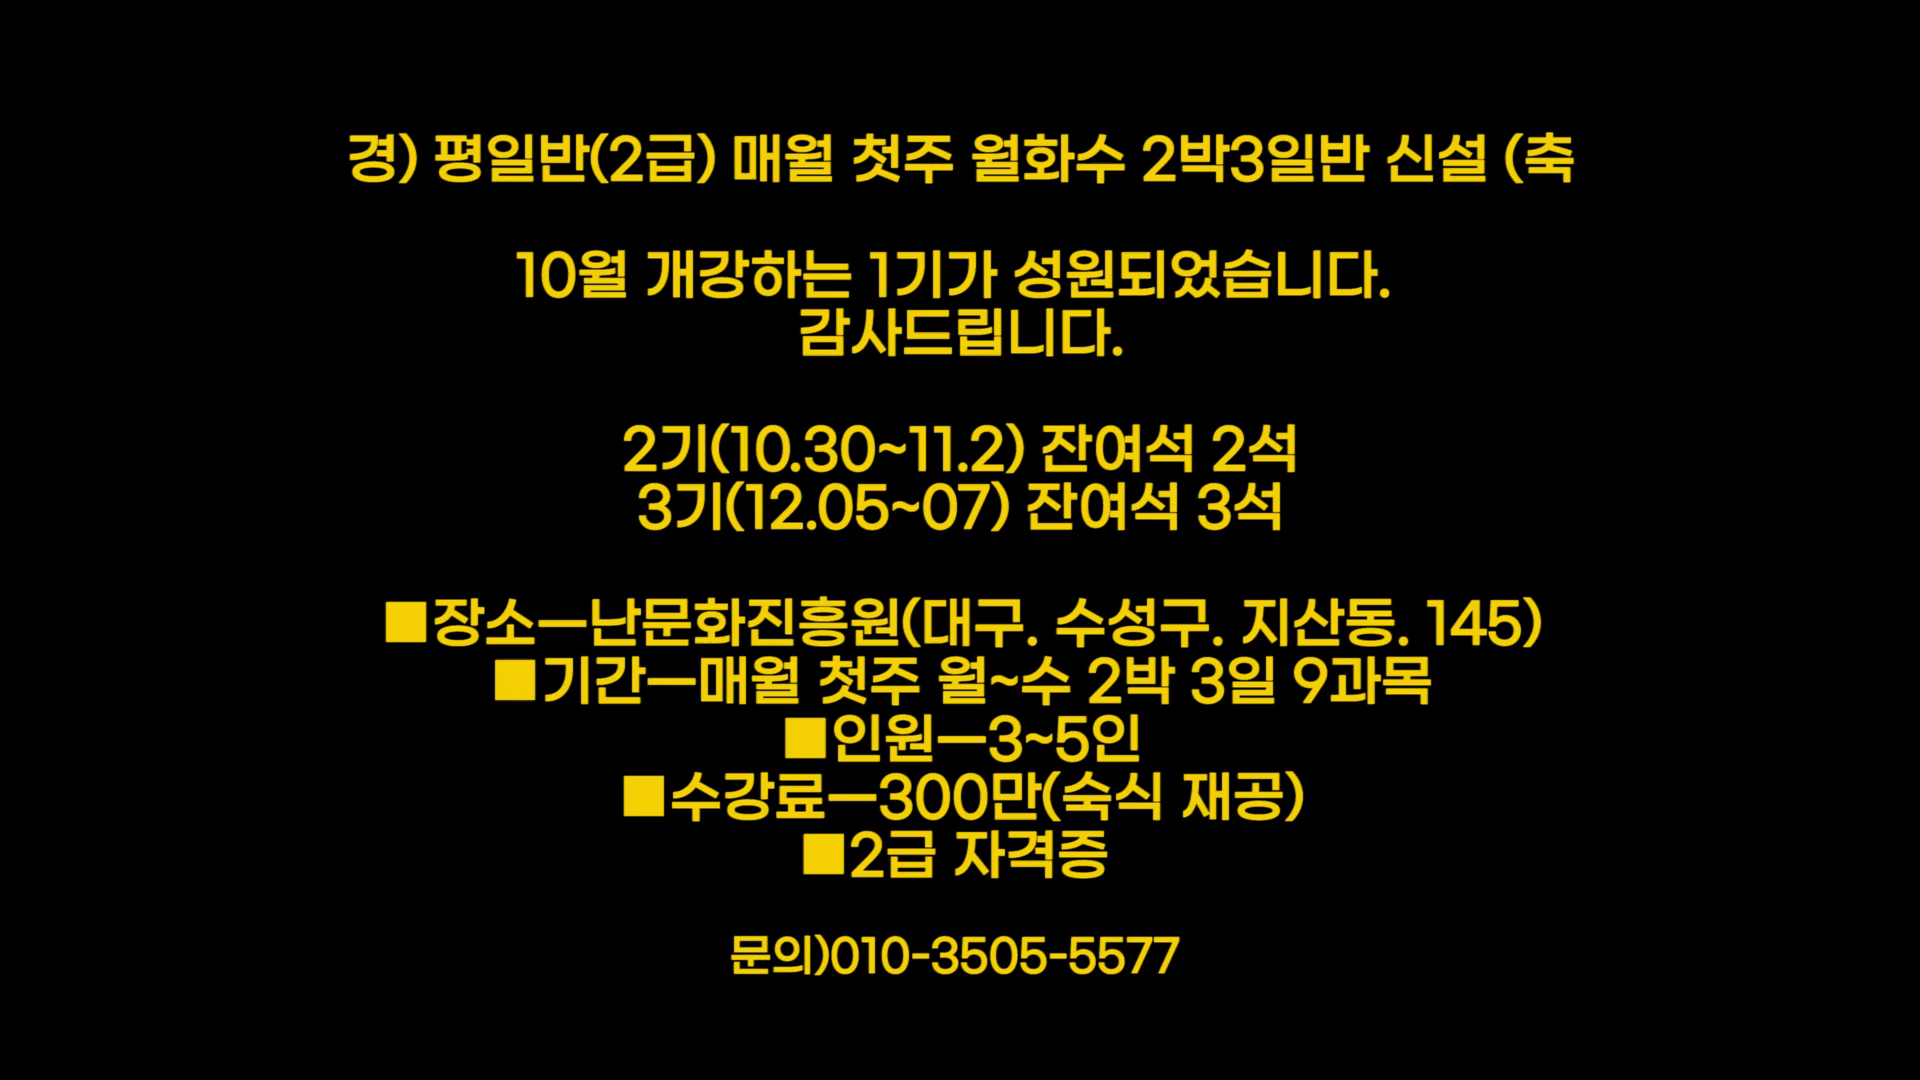 경) 평일반(2급) 매월 첫주 월화수 2박3일반 신설 (축
10월 개강하는 1기가 성원되었습니다.
감사드립니다.
2기(10.30~11.2) 잔여석 2석
3기(12.05~07) 잔여석 3석
■장소ㅡ난문화진흥원(대구. 수성구. 지산동. 145)
■기간ㅡ매월 첫주 월~수 2박 3일 9과목
■인원ㅡ3~5인
■수강료ㅡ300만(숙식 재공)
■2급 자격증
문의)010-3505-5577